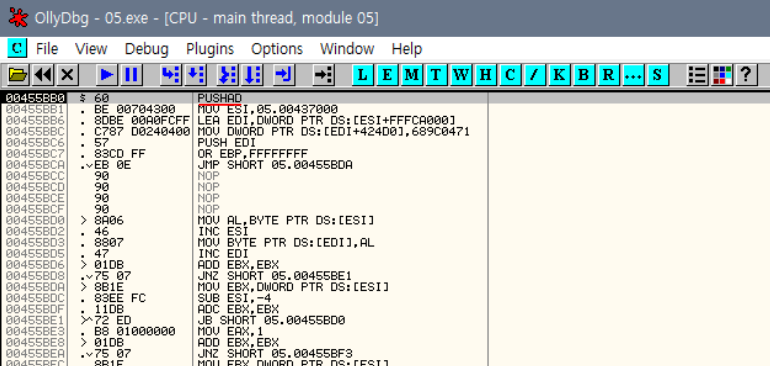 OllyDbg - 05.exe - [CPU - main thread, module 05]
C File View Debug Plugins Options Window Help
L E M T W H C / K B R ... S ?
00455BB0 $ 60 PUSHAD
00455BB1 . BE 00704300 MOV ESI,05.00437000
00455BB6 . 8DBE 00A0FCFF LEA EDI,DWORD PTR DS:[ESI+FFFCA000]
00455BBC . C787 D0240400 MOV DWORD PTR DS:[EDI+424D0],689C0471
00455BC6 . 57 PUSH EDI
00455BC7 . 83CD FF OR EBP,FFFFFFFF
00455BCA .vEB 0E JMP SHORT 05.00455BDA
00455BCC 90 NOP
00455BCD 90 NOP
00455BCE 90 NOP
00455BCF 90 NOP
00455BD0 > 8A06 MOV AL,BYTE PTR DS:[ESI]
00455BD2 . 46 INC ESI
00455BD3 . 8807 MOV BYTE PTR DS:[EDI],AL
00455BD5 . 47 INC EDI
00455BD6 > 01DB ADD EBX,EBX
00455BD8 .v75 07 JNZ SHORT 05.00455BE1
00455BDA > 8B1E MOV EBX,DWORD PTR DS:[ESI]
00455BDC . 83EE FC SUB ESI,-4
00455BDF . 11DB ADC EBX,EBX
00455BE1 >^72 ED JB SHORT 05.00455BD0
00455BE3 . B8 01000000 MOV EAX,1
00455BE8 > 01DB ADD EBX,EBX
00455BEA .v75 07 JNZ SHORT 05.00455BF3
00455BEC . 8B1E MOV EBX,DWORD PTR DS:[ESI]